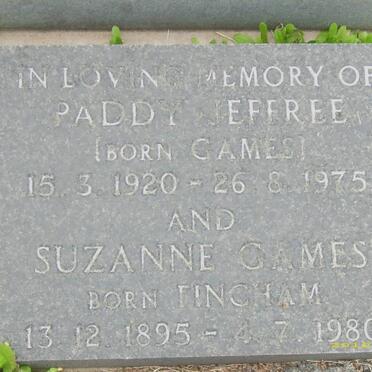 IN LOVING MEMORY OF
PADDY JEFFREE
[BORN GAMES]
15. 3. 1920 - 26. 8. 1975
AND
SUZANNE GAMES
BORN TINGHAM
13. 12. 1895 - 4. 7. 1980